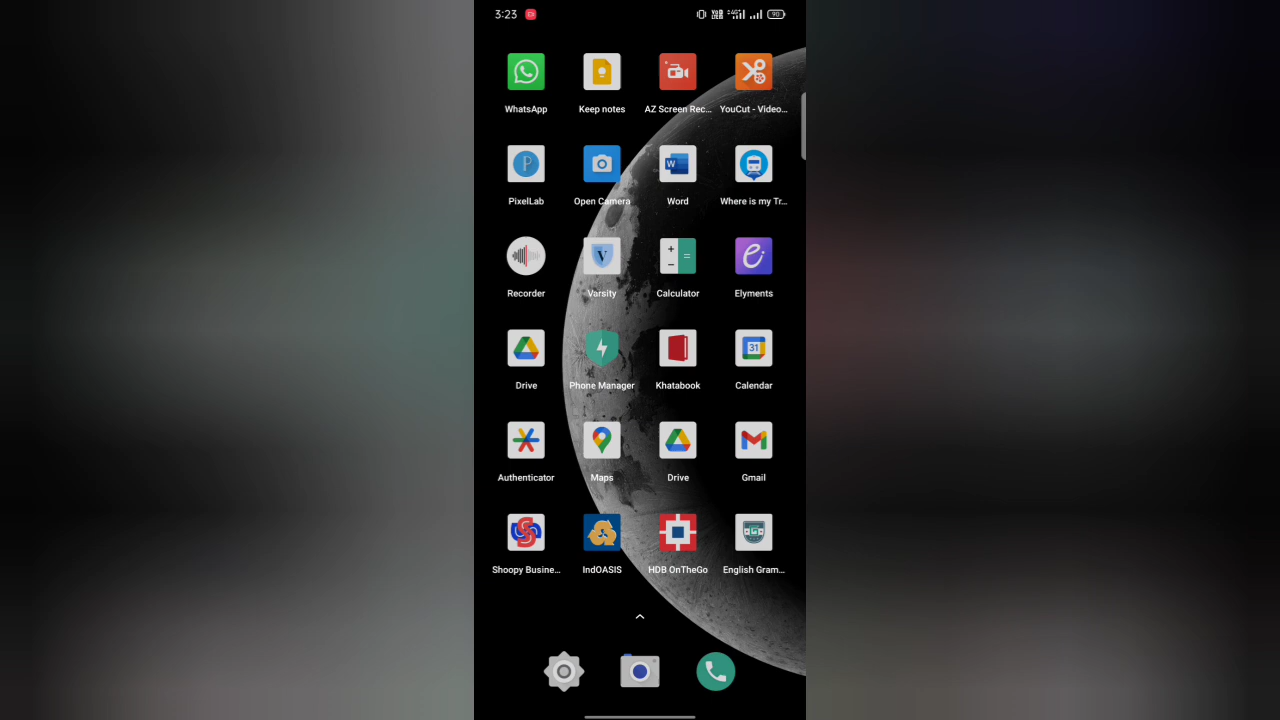 3:23
90
WhatsApp Keep notes AZ Screen Rec... YouCut - Video...
PixelLab Open Camera Word Where is my Tr...
Recorder Varsity Calculator Elyments
Drive Phone Manager Khatabook Calendar
Authenticator Maps Drive Gmail
Shoopy Busine... IndOASIS HDB OnTheGo English Gram...